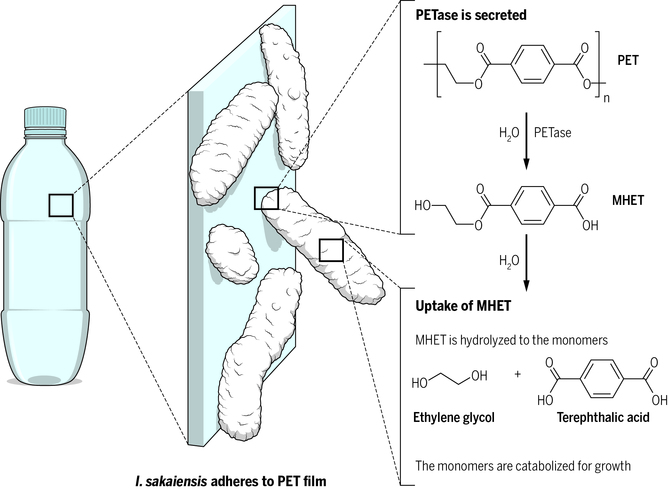 PETase is secreted
O
O
O
O
n
PET
H₂O PETase
HO
O
O
O
OH
MHET
H₂O
Uptake of MHET
MHET is hydrolyzed to the monomers
HO OH + O O
HO OH
Ethylene glycol Terephthalic acid
The monomers are catabolized for growth
I. sakaiensis adheres to PET film